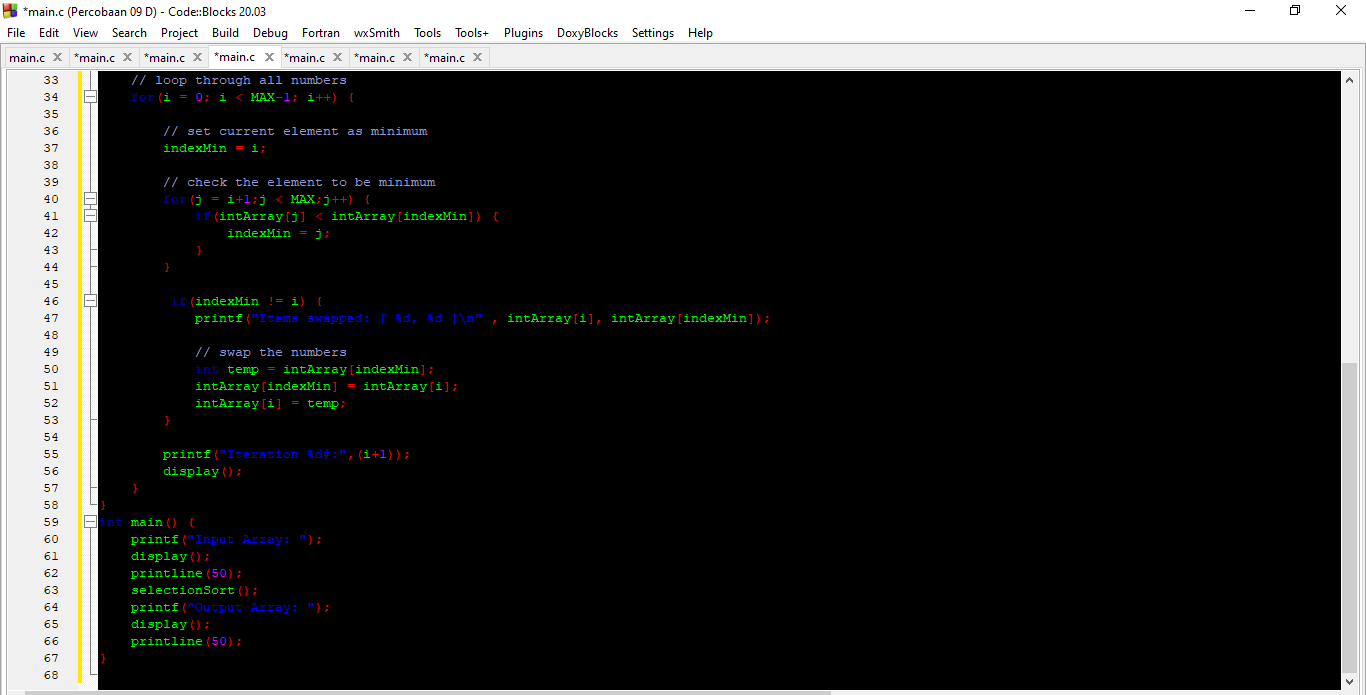 *main.c (Percobaan 09 D) - Code::Blocks 20.03
File Edit View Search Project Build Debug Fortran wxSmith Tools Tools+ Plugins DoxyBlocks Settings Help
main.c *main.c *main.c *main.c *main.c *main.c *main.c
33 // loop through all numbers
34 for(i = 0; i < MAX-1; i++) {
35
36 // set current element as minimum
37 indexMin = i;
38
39 // check the element to be minimum
40 for(j = i+1;j < MAX;j++) {
41 if(intArray[j] < intArray[indexMin]) {
42 indexMin = j;
43 }
44 }
45
46 if(indexMin != i) {
47 printf("Items swapped: [ %d, %d ]\n" , intArray[i], intArray[indexMin]);
48
49 // swap the numbers
50 int temp = intArray[indexMin];
51 intArray[indexMin] = intArray[i];
52 intArray[i] = temp;
53 }
54
55 printf("Iteration %d#:",(i+1));
56 display();
57 }
58 }
59 int main() {
60 printf("Input Array: ");
61 display();
62 printline(50);
63 selectionSort();
64 printf("Output Array: ");
65 display();
66 printline(50);
67 }
68